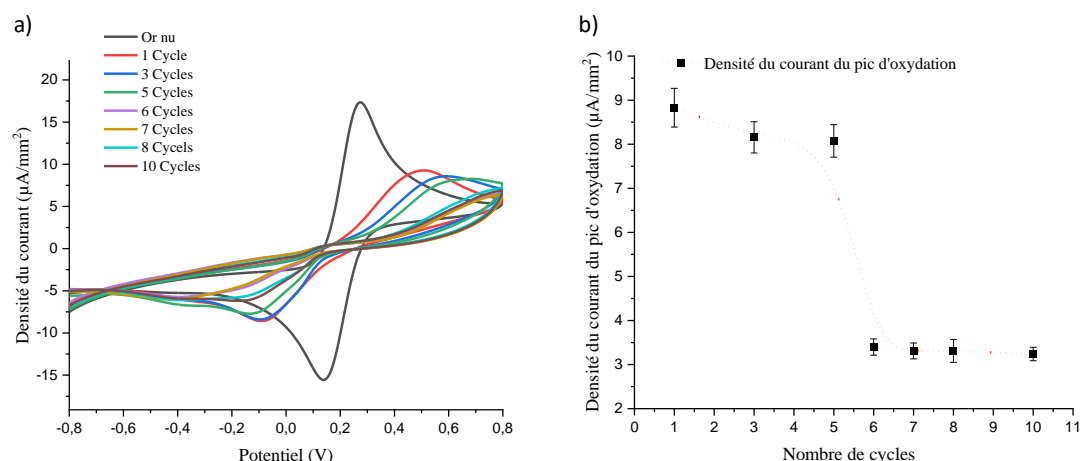 a)
Or nu
1 Cycle
3 Cycles
5 Cycles
6 Cycles
7 Cycles
8 Cycels
10 Cycles
Densité du courant (µA/mm²)
20
15
10
5
0
-5
-10
-15
-0,8 -0,6 -0,4 -0,2 0,0 0,2 0,4 0,6 0,8
Potentiel (V)
b)
Densité du courant du pic d'oxydation
Densité du courant du pic d'oxydation (µA/mm²)
10
9
8
7
6
5
4
3
2
0 1 2 3 4 5 6 7 8 9 10 11
Nombre de cycles